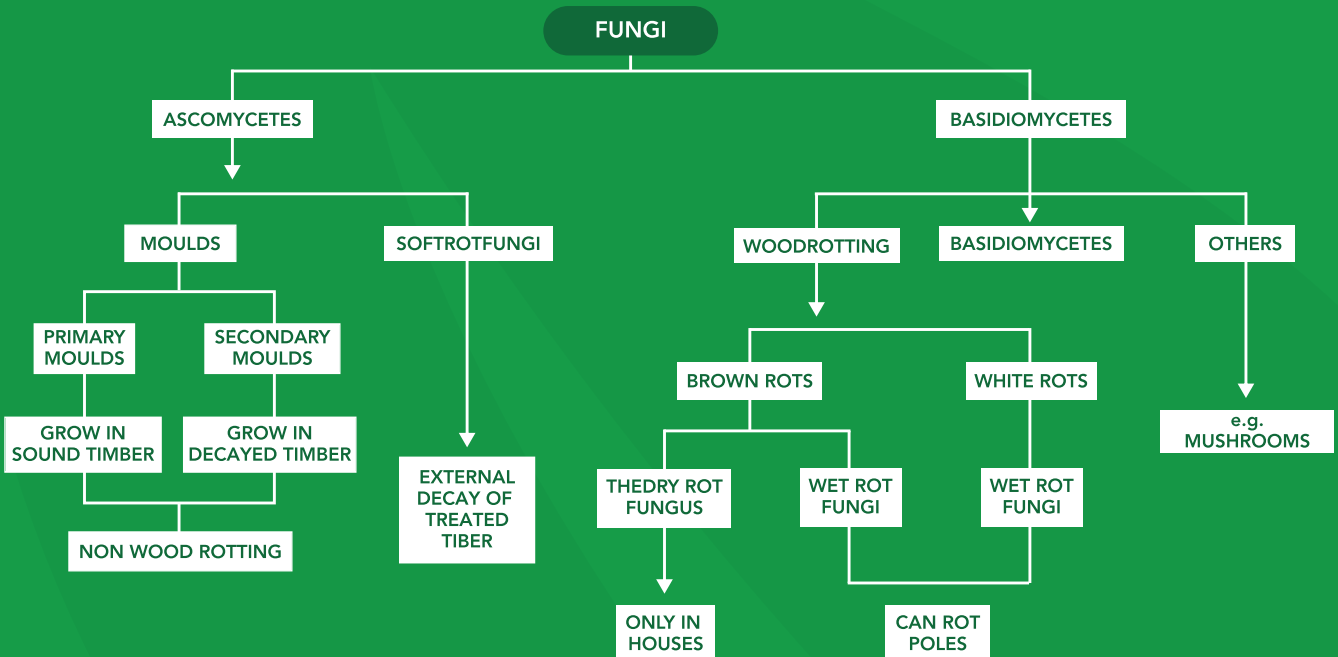 FUNGI
ASCOMYCETES
BASIDIOMYCETES
MOULDS
SOFTROTFUNGI
WOODROTTING
BASIDIOMYCETES
OTHERS
PRIMARY
MOULDS
SECONDARY
MOULDS
BROWN ROTS
WHITE ROTS
e.g.
MUSHROOMS
GROW IN
SOUND TIMBER
GROW IN
DECAYED TIMBER
EXTERNAL
DECAY OF
TREATED
TIBER
THEDRY ROT
FUNGUS
WET ROT
FUNGI
WET ROT
FUNGI
NON WOOD ROTTING
ONLY IN
HOUSES
CAN ROT
POLES